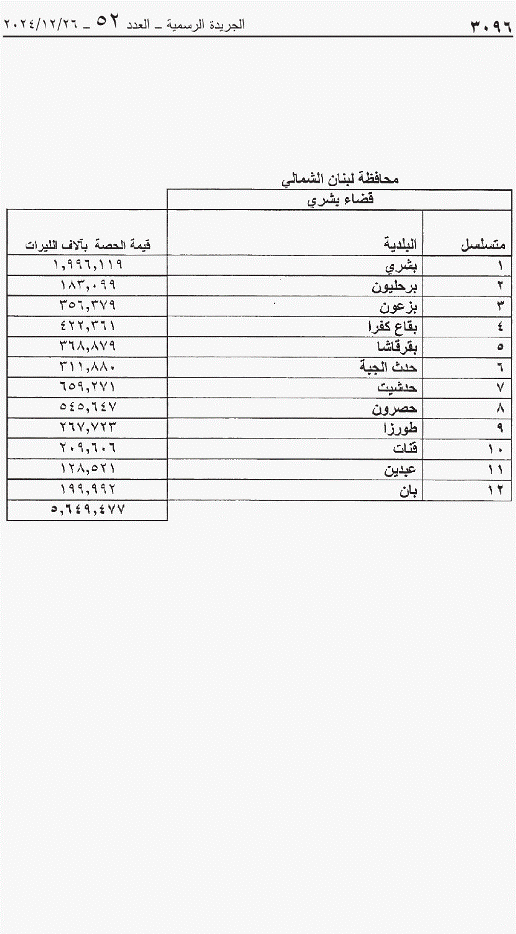 ٣٠٩٦ الجريدة الرسمية – العدد ٥٢ – ٢٠٢٤/١٢/٢٦
محافظة لبنان الشمالي
قضاء بشري
متسلسل البلدية قيمة الحصة بآلاف الليرات
١ بشري ١,٩٩٦,١١٩
٢ برحليون ١٨٣,٠٩٩
٣ بزعون ٣٥٦,٣٧٩
٤ بقاع كفرا ٤٢٢,٣٦١
٥ بقرقاشا ٣٦٨,٨٧٩
٦ حدث الجبة ٣١١,٨٨٠
٧ حدشيت ٦٥٩,٢٧١
٨ حصرون ٥٤٥,٦٤٧
٩ طورزا ٢٦٧,٧٢٣
١٠ قنات ٢٠٩,٦٠٦
١١ عبدين ١٢٨,٥٢١
١٢ بان ١٩٩,٩٩٢
٥,٦٤٩,٤٧٧